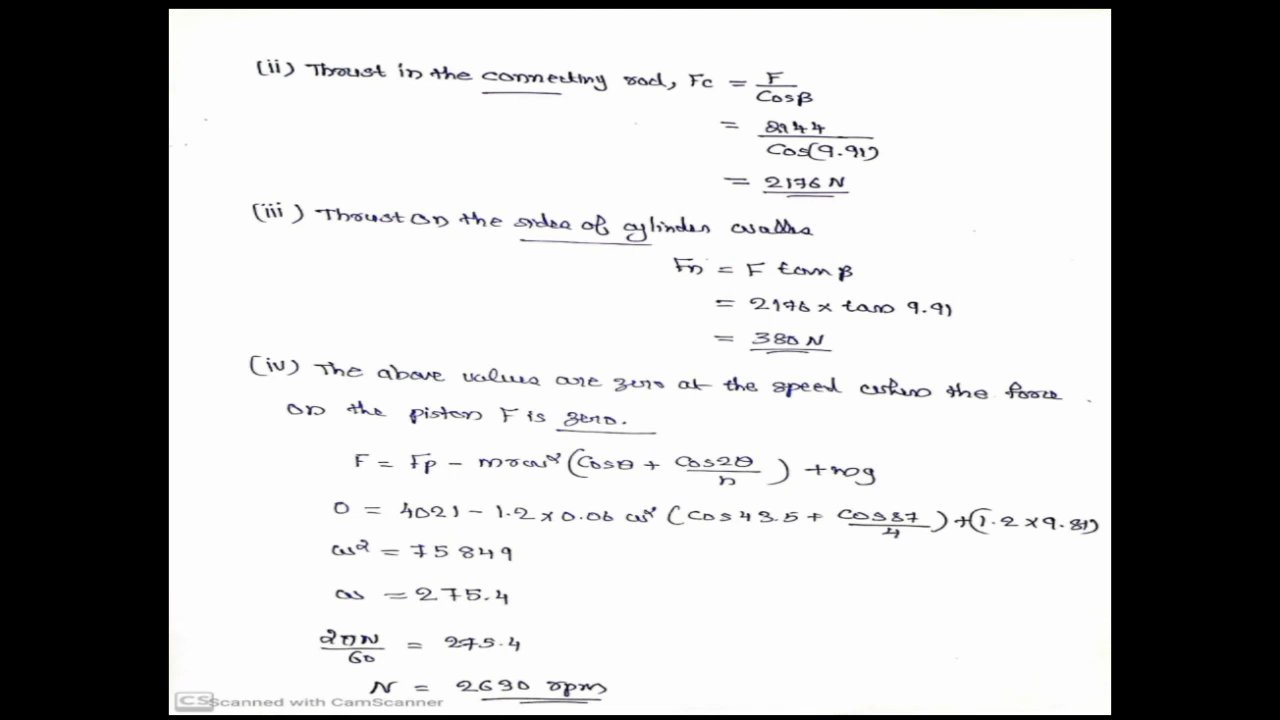 (ii) Thrust in the connecting rod, Fc = F/Cosβ
= 2144/Cos(9.91)
= 2176 N
(iii) Thrust on the sides of cylinder walls
Fn = F tan β
= 2176 x tan 9.91
= 380 N
(iv) The above values are zero at the speed when the force
on the piston F is zero.
F = Fp - mrω² (Cosθ + Cos2θ/n) + mg
0 = 4021 - 1.2 x 0.06 ω² (Cos 43.5 + Cos 87/4) + (1.2 x 9.81)
ω² = 75849
ω = 275.4
2πN/60 = 275.4
N = 2630 rpm
CS Scanned with CamScanner